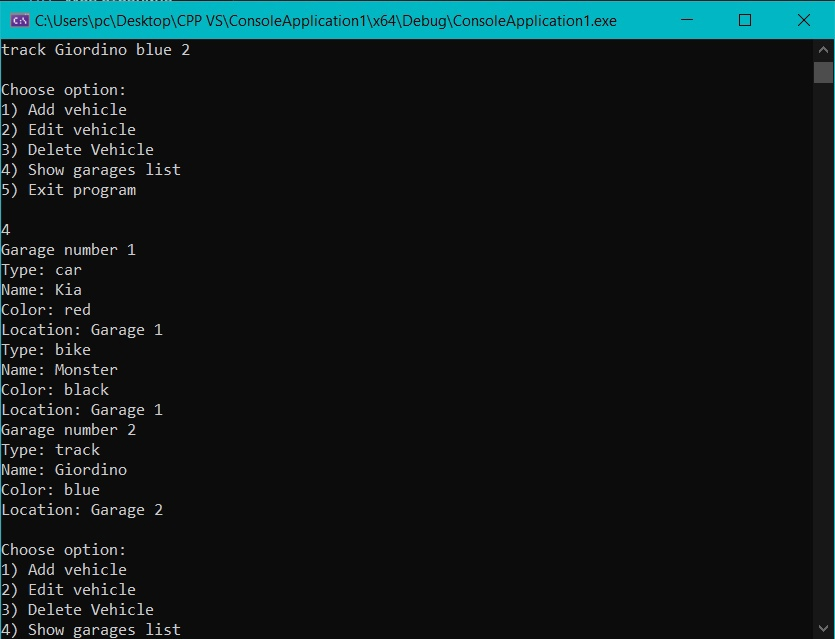 C:\Users\pc\Desktop\CPP VS\ConsoleApplication1\x64\Debug\ConsoleApplication1.exe
track Giordino blue 2
Choose option:
1) Add vehicle
2) Edit vehicle
3) Delete Vehicle
4) Show garages list
5) Exit program
4
Garage number 1
Type: car
Name: Kia
Color: red
Location: Garage 1
Type: bike
Name: Monster
Color: black
Location: Garage 1
Garage number 2
Type: track
Name: Giordino
Color: blue
Location: Garage 2
Choose option:
1) Add vehicle
2) Edit vehicle
3) Delete Vehicle
4) Show garages list